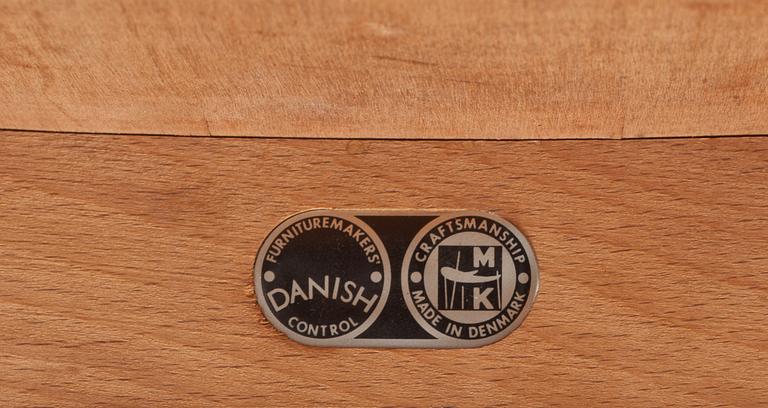 FURNITUREMAKERS'
DANISH
CONTROL
CRAFTSMANSHIP
M
K
MADE IN DENMARK